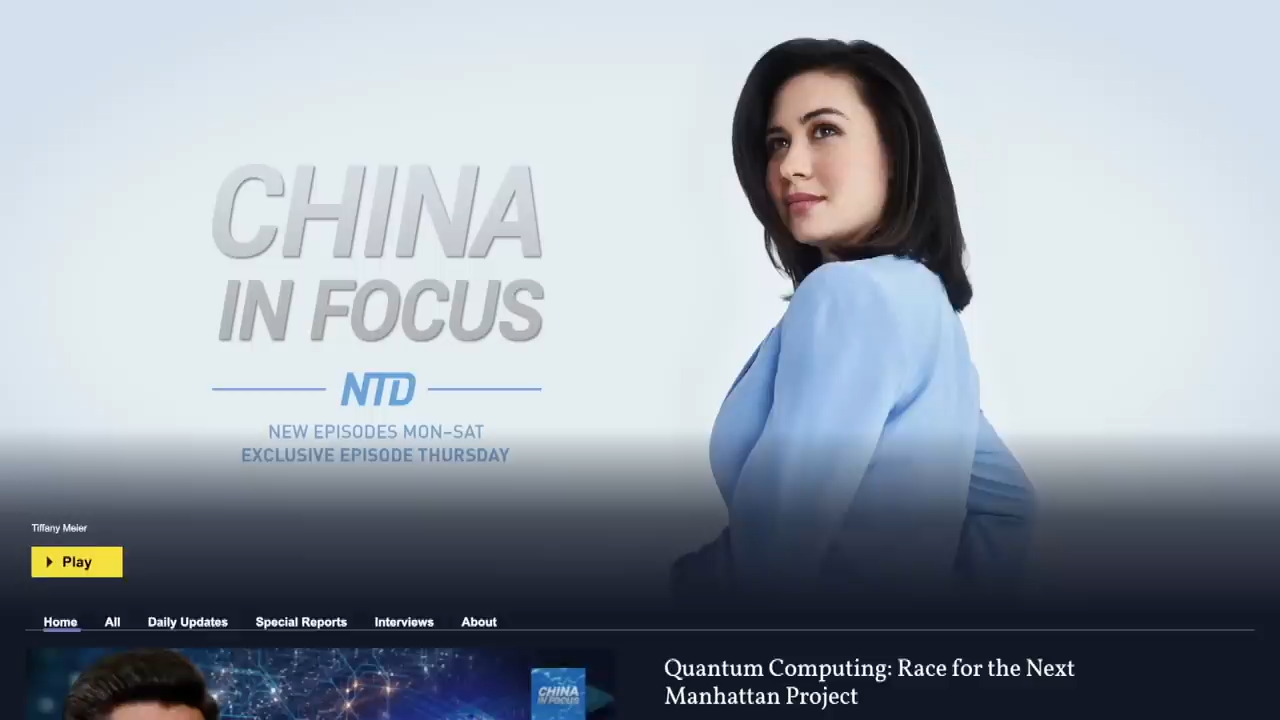 CHINA
IN FOCUS
NTD
NEW EPISODES MON–SAT
EXCLUSIVE EPISODE THURSDAY
Tiffany Meier
Play
Home All Daily Updates Special Reports Interviews About
CHINA
IN FOCUS
Quantum Computing: Race for the Next
Manhattan Project